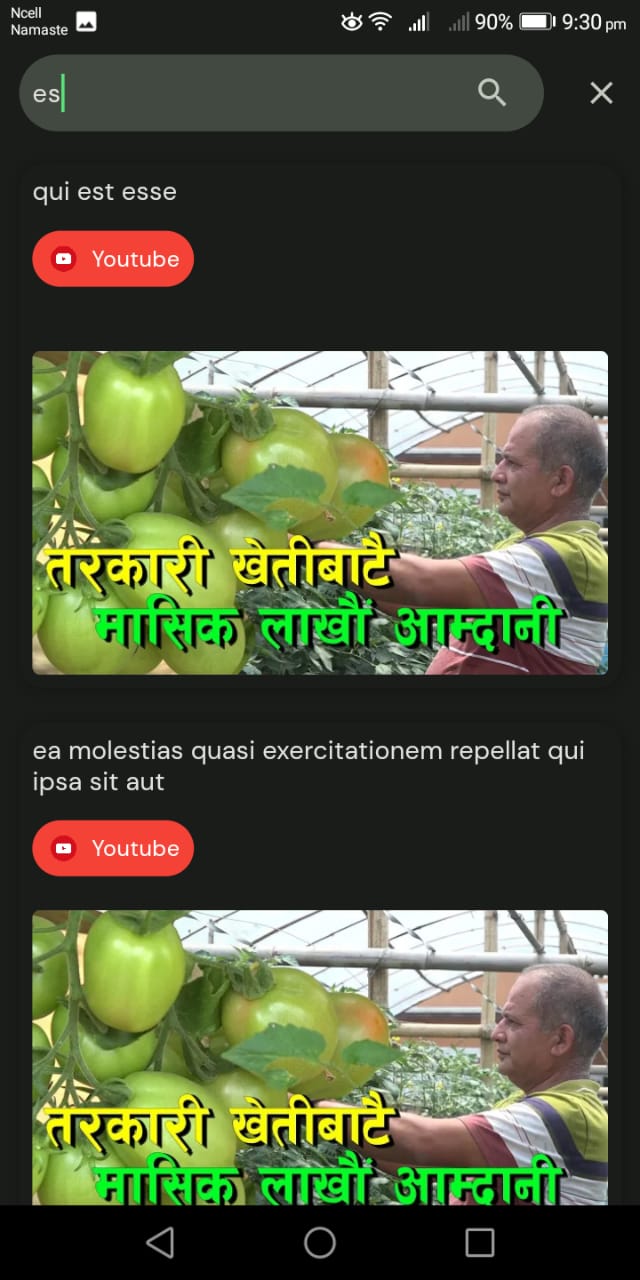 Ncell
Namaste
90%
9:30 pm
es
qui est esse
Youtube
तरकारी खेतीबाटै
मासिक लाखौं आम्दानी
ea molestias quasi exercitationem repellat qui
ipsa sit aut
Youtube
तरकारी खेतीबाटै
मासिक लाखौं आम्दानी